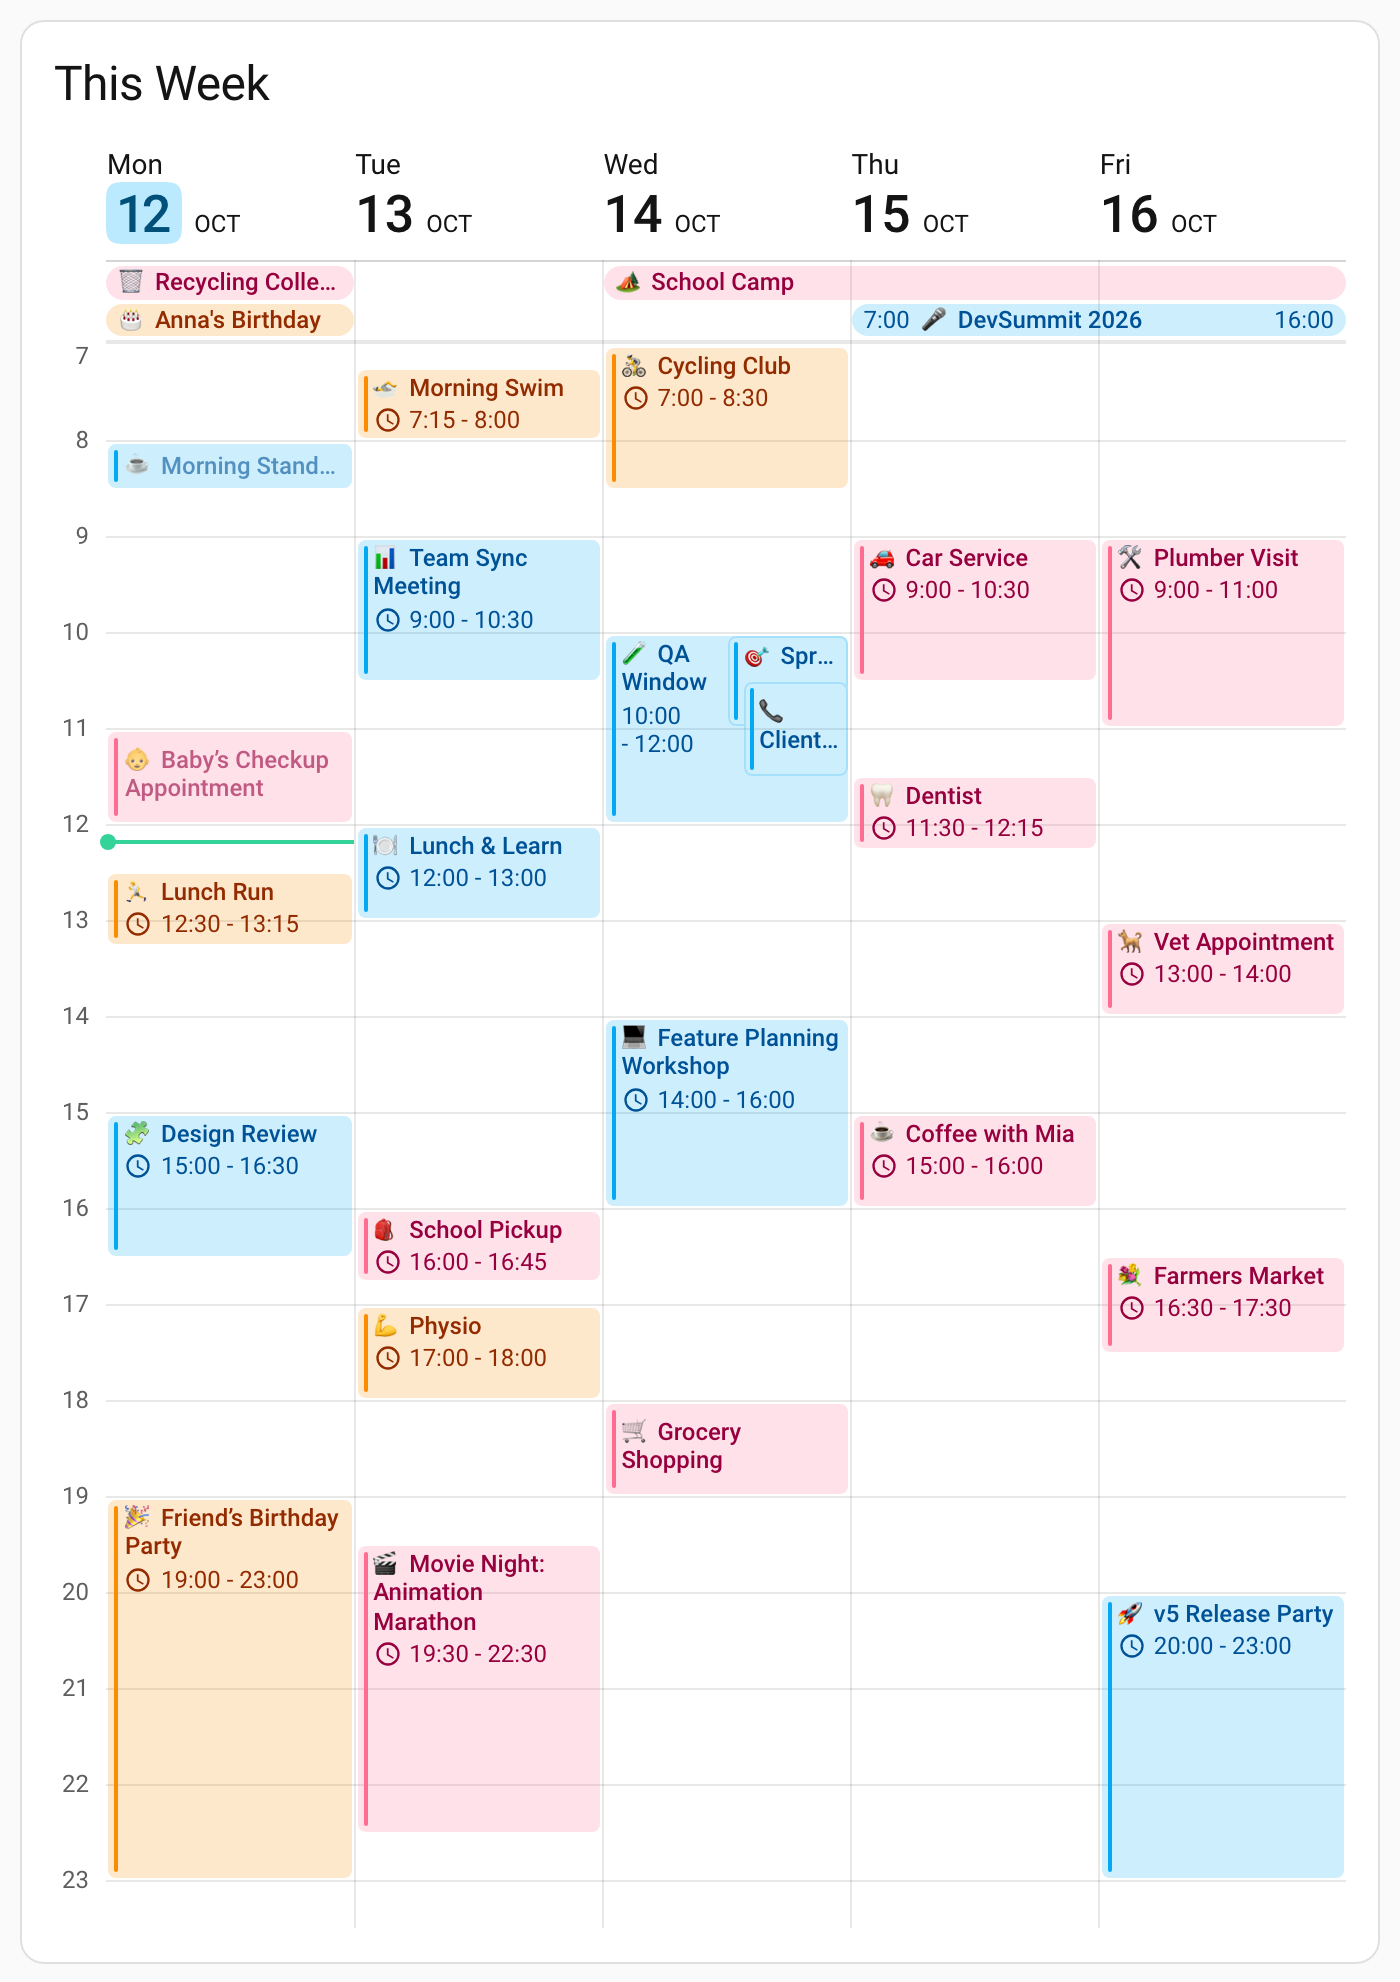 This Week
Mon
12 OCT
Tue
13 OCT
Wed
14 OCT
Thu
15 OCT
Fri
16 OCT
Recycling Colle...
School Camp
Anna's Birthday
7:00 DevSummit 2026 16:00
7
8
9
10
11
12
13
14
15
16
17
18
19
20
21
22
23
Morning Stand...
Baby’s Checkup
Appointment
Lunch Run
12:30 - 13:15
Design Review
15:00 - 16:30
Friend’s Birthday
Party
19:00 - 23:00
Morning Swim
7:15 - 8:00
Team Sync
Meeting
9:00 - 10:30
Lunch & Learn
12:00 - 13:00
School Pickup
16:00 - 16:45
Physio
17:00 - 18:00
Movie Night:
Animation
Marathon
19:30 - 22:30
Cycling Club
7:00 - 8:30
QA
Window
10:00
- 12:00
Spr...
Client...
Feature Planning
Workshop
14:00 - 16:00
Grocery
Shopping
Car Service
9:00 - 10:30
Dentist
11:30 - 12:15
Coffee with Mia
15:00 - 16:00
Plumber Visit
9:00 - 11:00
Vet Appointment
13:00 - 14:00
Farmers Market
16:30 - 17:30
v5 Release Party
20:00 - 23:00